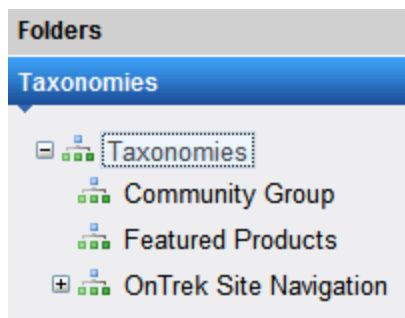 Folders
Taxonomies
Taxonomies
Community Group
Featured Products
OnTrek Site Navigation